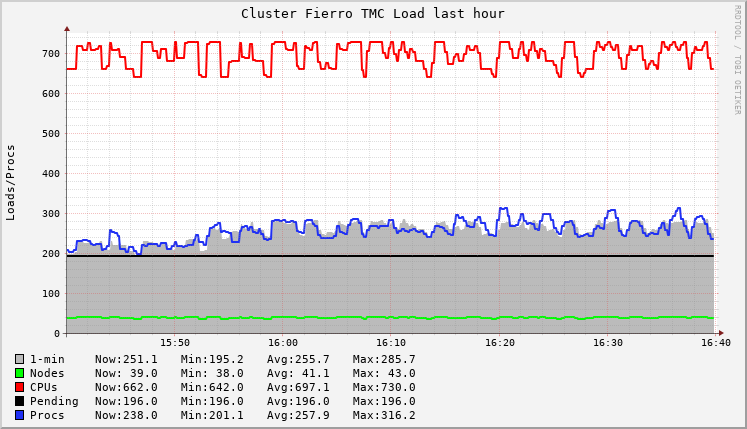 Cluster Fierro TMC Load last hour
RRDTOOL / TOBI OETIKER
Loads/Procs
700
600
500
400
300
200
100
0
15:50 16:00 16:10 16:20 16:30 16:40
1-min Now:251.1 Min:195.2 Avg:255.7 Max:285.7
Nodes Now: 39.0 Min: 38.0 Avg: 41.1 Max: 43.0
CPUs Now:662.0 Min:642.0 Avg:697.1 Max:730.0
Pending Now:196.0 Min:196.0 Avg:196.0 Max:196.0
Procs Now:238.0 Min:201.1 Avg:257.9 Max:316.2